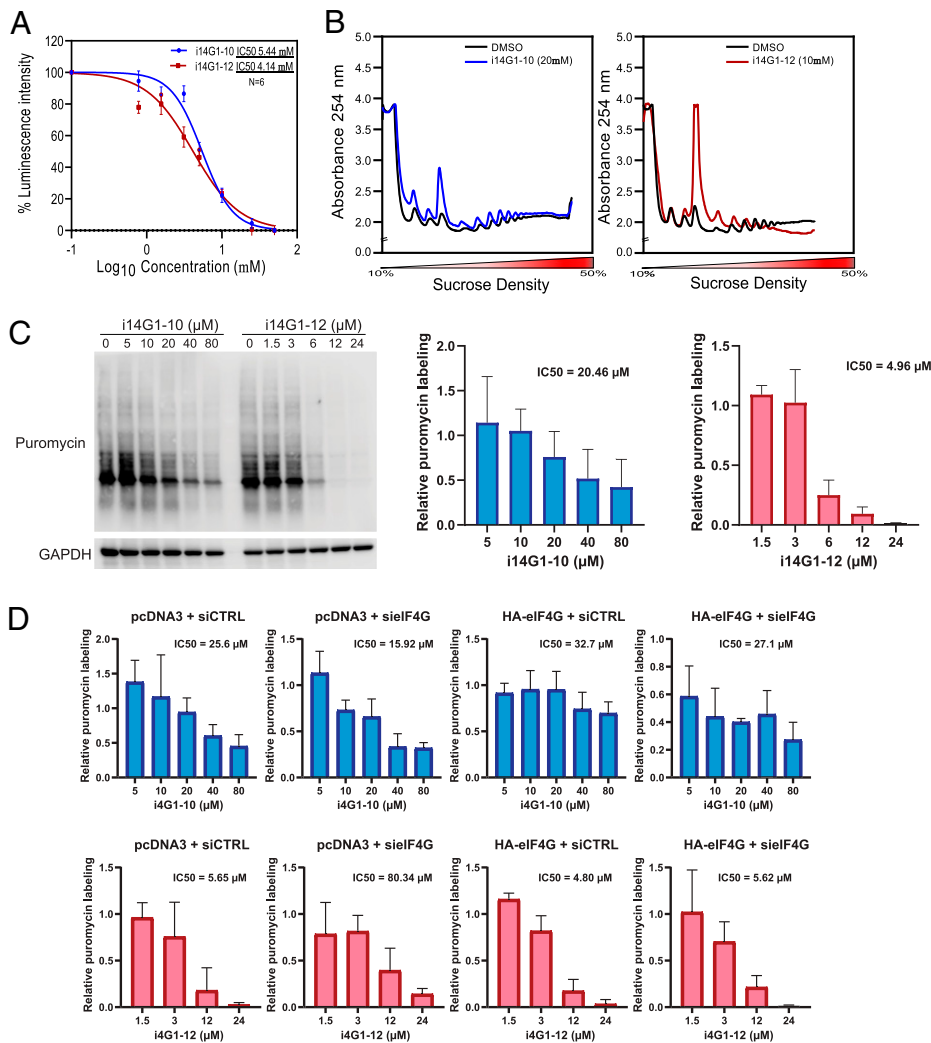 A
% Luminescence intensity
120
100
80
60
40
20
0
-1
0
1
2
Log10 Concentration (mM)
i14G1-10 IC50 5.44 mM
i14G1-12 IC50 4.14 mM
N=6
B
Absorbance 254 nm
5.0
4.0
5.0
3.0
2.0
0.0
DMSO
i14G1-10 (20mM)
10%
50%
Sucrose Density
Absorbance 254 nm
5.0
4.0
5.0
3.0
2.0
0.0
DMSO
i14G1-12 (10mM)
10%
50%
Sucrose Density
C
i14G1-10 (μM)
i14G1-12 (μM)
0 5 10 20 40 80
0 1.5 3 6 12 24
Puromycin
GAPDH
Relative puromycin labeling
2.0
1.5
1.0
0.5
0.0
IC50 = 20.46 μM
5 10 20 40 80
i14G1-10 (μM)
Relative puromycin labeling
1.5
1.0
0.5
0.0
IC50 = 4.96 μM
1.5 3 6 12 24
i14G1-12 (μM)
D
pcDNA3 + siCTRL
Relative puromycin labeling
2.0
1.5
1.0
0.5
0.0
IC50 = 25.6 μM
5 10 20 40 80
i4G1-10 (μM)
pcDNA3 + sieIF4G
Relative puromycin labeling
1.5
1.0
0.5
0.0
IC50 = 15.92 μM
5 10 20 40 80
i4G1-10 (μM)
HA-eIF4G + siCTRL
Relative puromycin labeling
1.5
1.0
0.5
0.0
IC50 = 32.7 μM
5 10 20 40 80
i4G1-10 (μM)
HA-eIF4G + sieIF4G
Relative puromycin labeling
1.0
0.8
0.6
0.4
0.2
0.0
IC50 = 27.1 μM
5 10 20 40 80
i4G1-10 (μM)
pcDNA3 + siCTRL
Relative puromycin labeling
1.5
1.0
0.5
0.0
IC50 = 5.65 μM
1.5 3 12 24
i4G1-12 (μM)
pcDNA3 + sieIF4G
Relative puromycin labeling
1.5
1.0
0.5
0.0
IC50 = 80.34 μM
1.5 3 12 24
i4G1-12 (μM)
HA-eIF4G + siCTRL
Relative puromycin labeling
1.5
1.0
0.5
0.0
IC50 = 4.80 μM
1.5 3 12 24
i4G1-12 (μM)
HA-eIF4G + sieIF4G
Relative puromycin labeling
1.5
1.0
0.5
0.0
IC50 = 5.62 μM
1.5 3 12 24
i4G1-12 (μM)